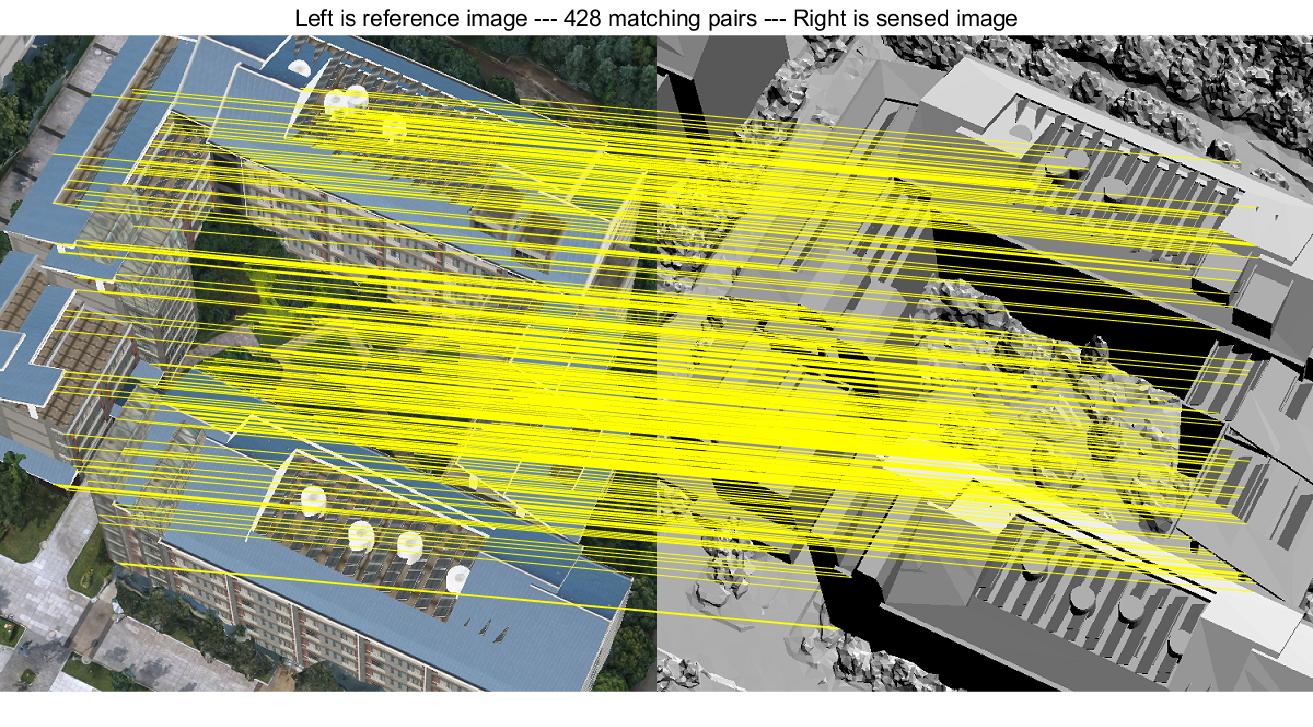 Left is reference image --- 428 matching pairs --- Right is sensed image